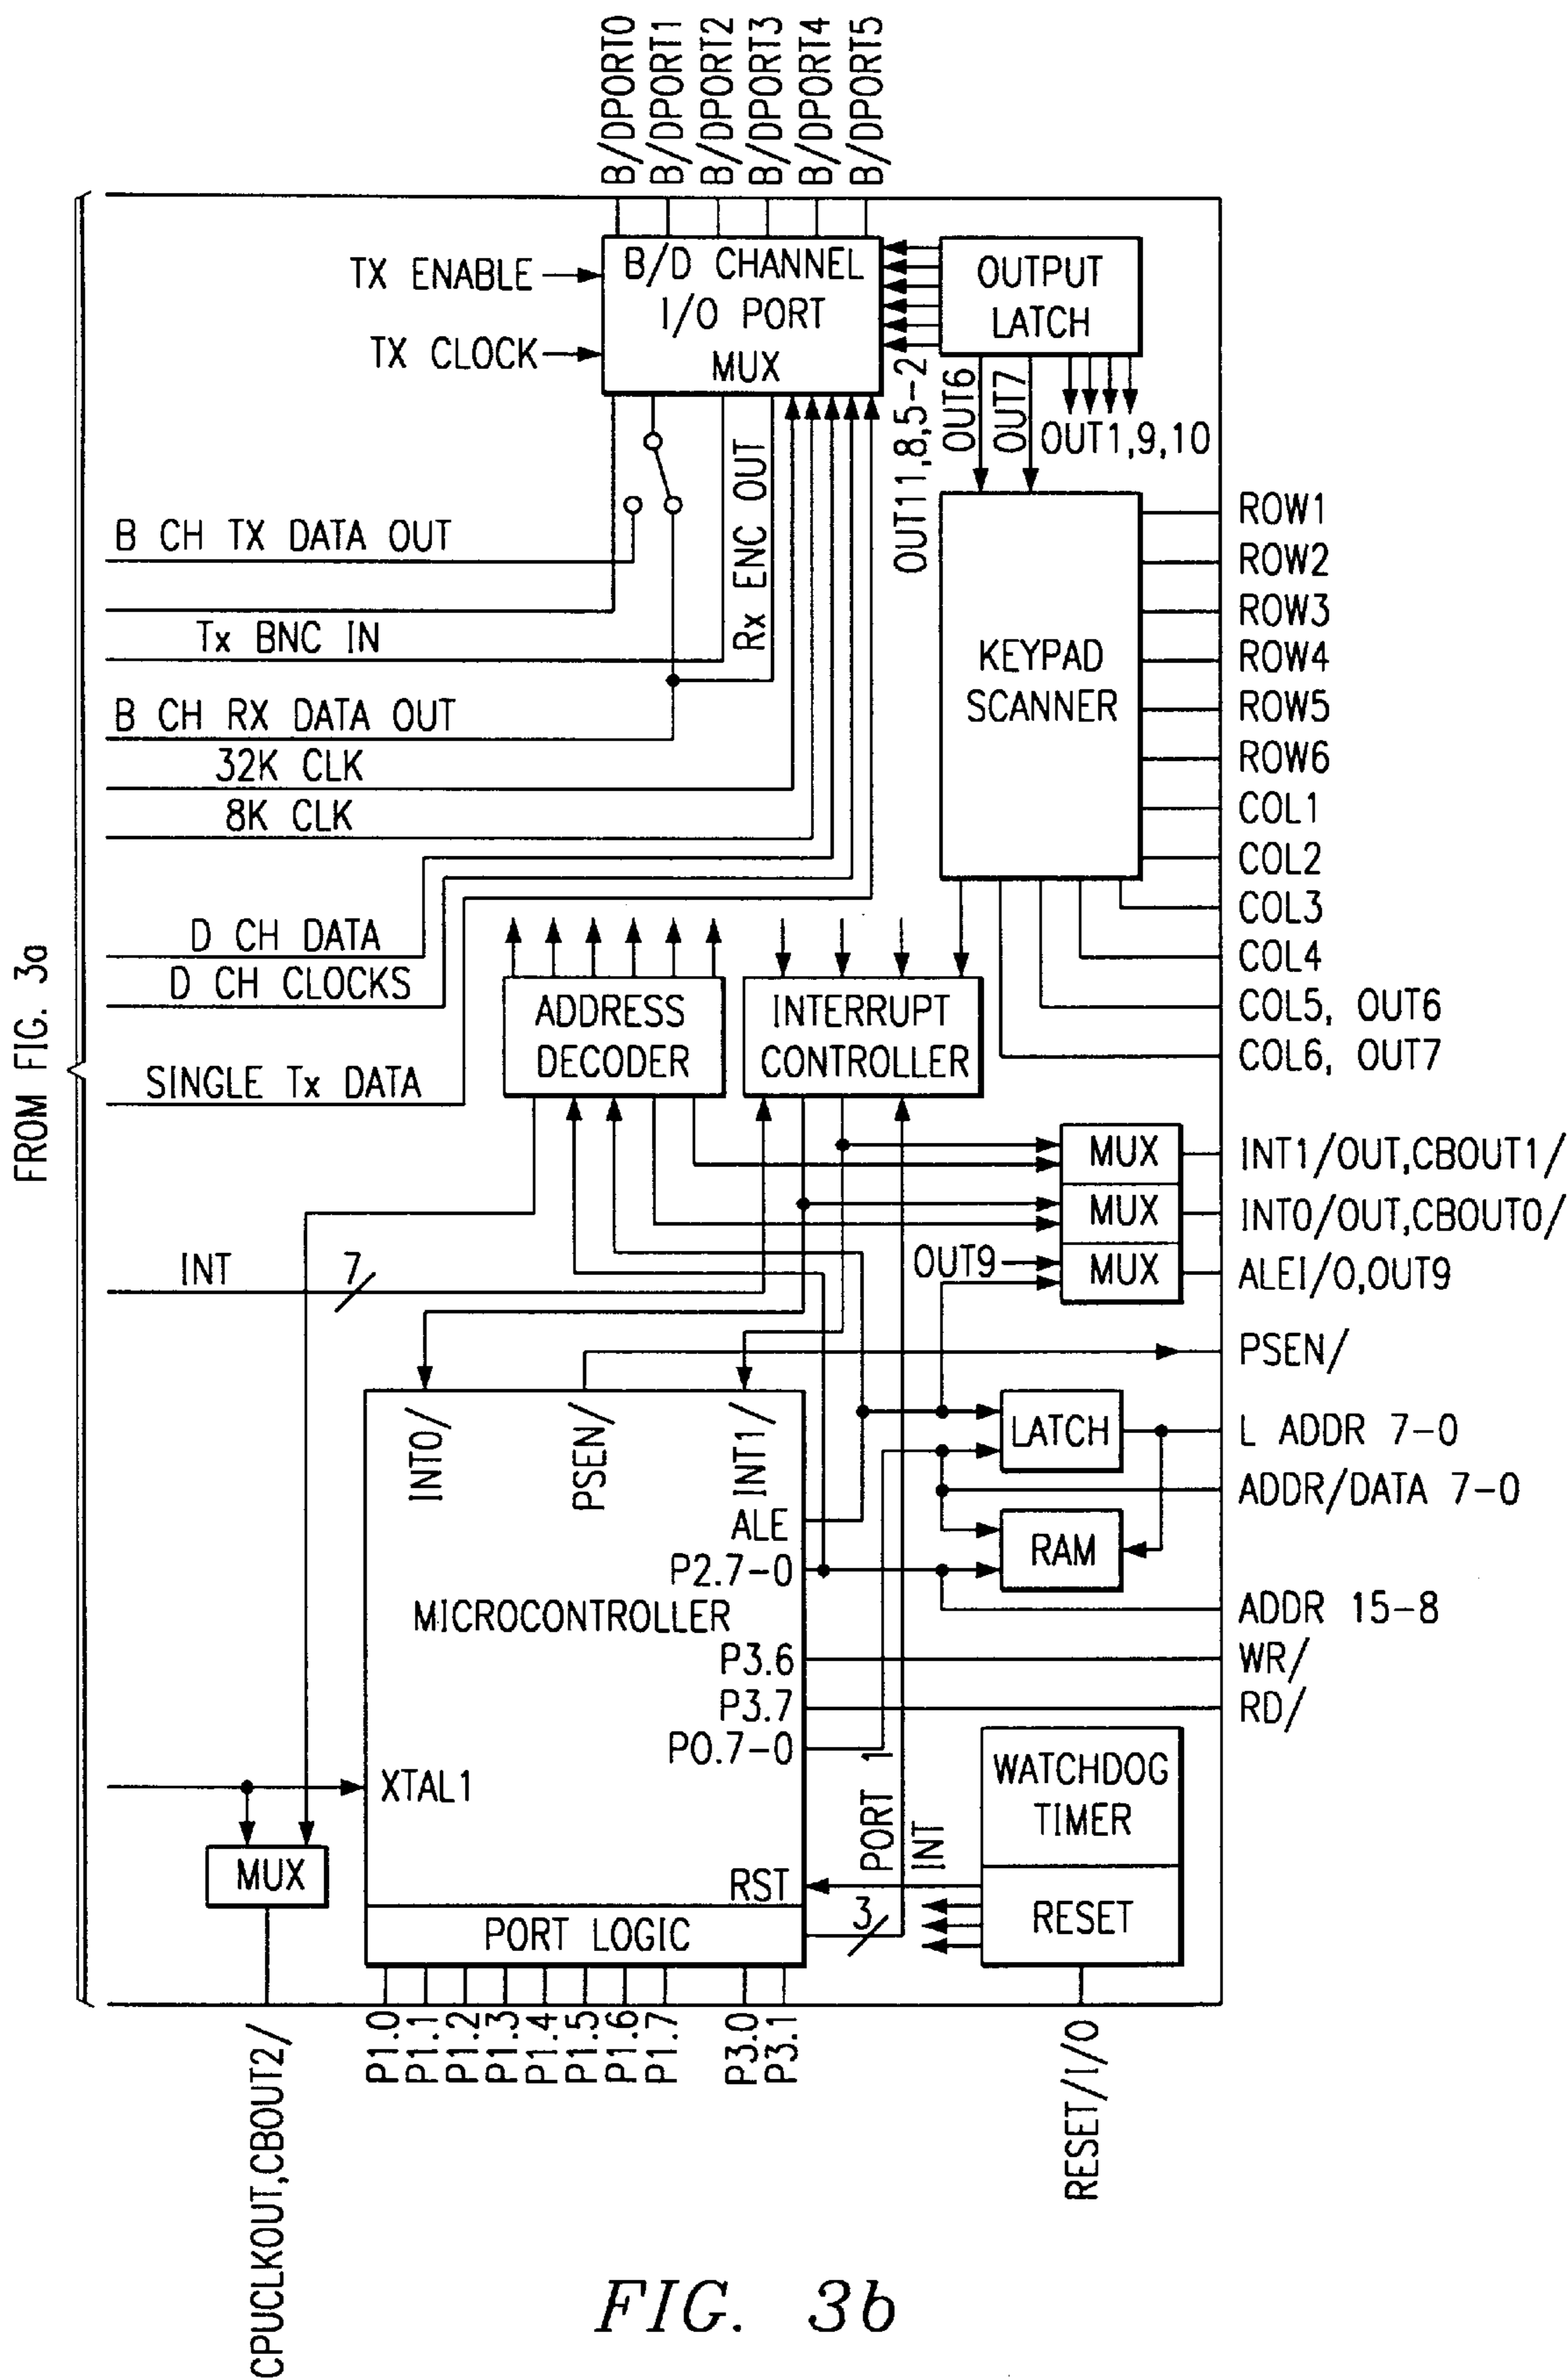 B/DPORT0
B/DPORT1
B/DPORT2
B/DPORT3
B/DPORT4
B/DPORT5
TX ENABLE
TX CLOCK
B/D CHANNEL
I/O PORT
MUX
OUTPUT
LATCH
OUT11,8,5-2
OUT6
OUT7
OUT1,9,10
B CH TX DATA OUT
Tx BNC IN
Rx ENC OUT
B CH RX DATA OUT
32K CLK
8K CLK
D CH DATA
D CH CLOCKS
SINGLE Tx DATA
FROM FIG. 3a
KEYPAD
SCANNER
ROW1
ROW2
ROW3
ROW4
ROW5
ROW6
COL1
COL2
COL3
COL4
COL5, OUT6
COL6, OUT7
ADDRESS
DECODER
INTERRUPT
CONTROLLER
MUX
INT1/OUT,CBOUT1/
MUX
INT0/OUT,CBOUT0/
OUT9
MUX
ALEI/O,OUT9
INT
7
PSEN/
INT0/
PSEN/
INT1/
LATCH
L ADDR 7-0
ADDR/DATA 7-0
ALE
RAM
P2.7-0
MICROCONTROLLER
ADDR 15-8
P3.6
WR/
P3.7
RD/
P0.7-0
XTAL1
PORT 1
INT
WATCHDOG
TIMER
MUX
RST
RESET
PORT LOGIC
3
P1.0
P1.1
P1.2
P1.3
P1.4
P1.5
P1.6
P1.7
P3.0
P3.1
CPUCLKOUT,CBOUT2/
RESET/I/O
FIG. 3b